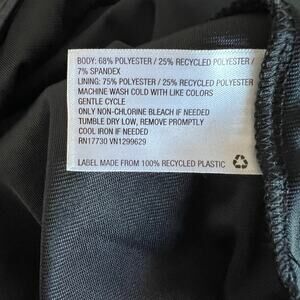 BODY: 68% POLYESTER / 25% RECYCLED POLYESTER /
7% SPANDEX
LINING: 75% POLYESTER / 25% RECYCLED POLYESTER
MACHINE WASH COLD WITH LIKE COLORS
GENTLE CYCLE
ONLY NON-CHLORINE BLEACH IF NEEDED
TUMBLE DRY LOW, REMOVE PROMPTLY
COOL IRON IF NEEDED
RN17730 VN1299629
LABEL MADE FROM 100% RECYCLED PLASTIC